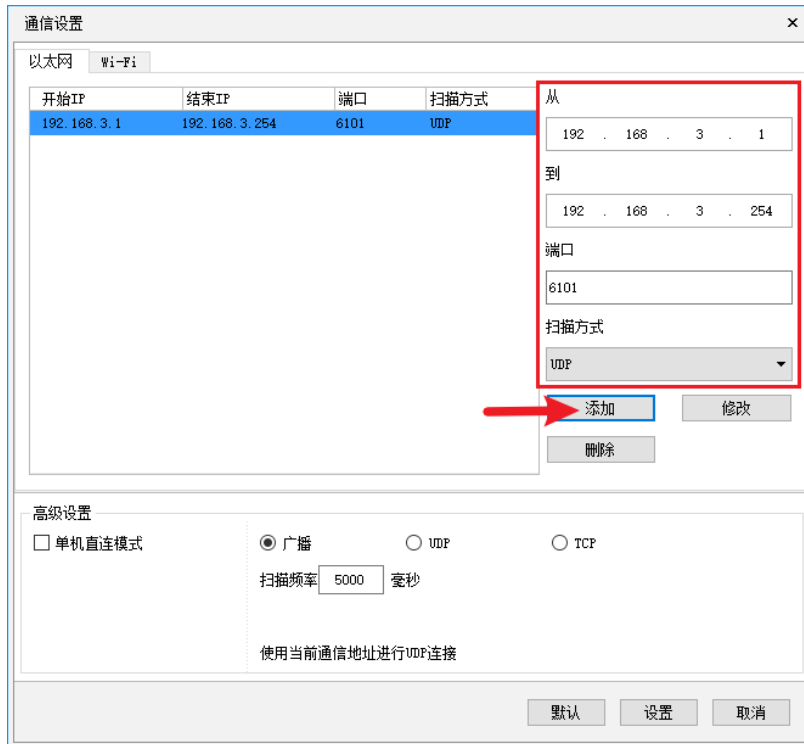 通信设置
以太网 Wi-Fi
开始IP 结束IP 端口 扫描方式
192.168.3.1 192.168.3.254 6101 UDP
从
192 . 168 . 3 . 1
到
192 . 168 . 3 . 254
端口
6101
扫描方式
UDP
添加 修改
删除
高级设置
单机直连模式 广播 UDP TCP
扫描频率 5000 毫秒
使用当前通信地址进行UDP连接
默认 设置 取消